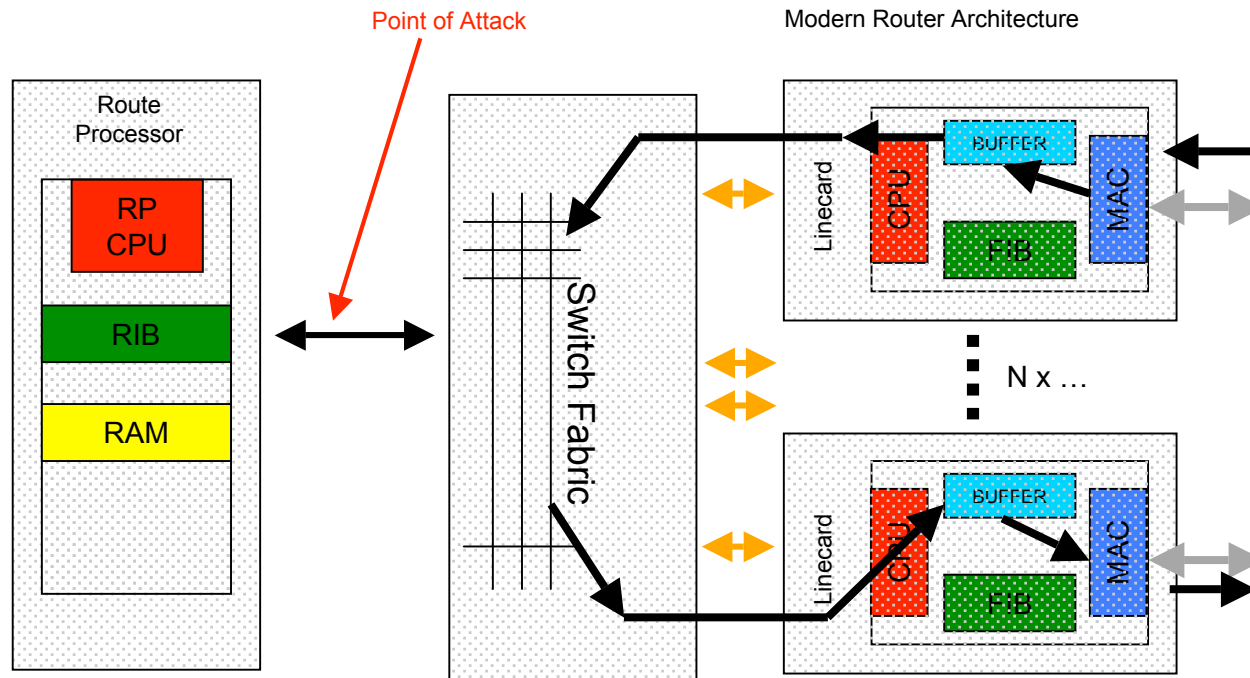 Point of Attack
Modern Router Architecture
Route
Processor
RP
CPU
RIB
RAM
Switch Fabric
Linecard
CPU
BUFFER
FIB
MAC
N x …
Linecard
CPU
BUFFER
FIB
MAC